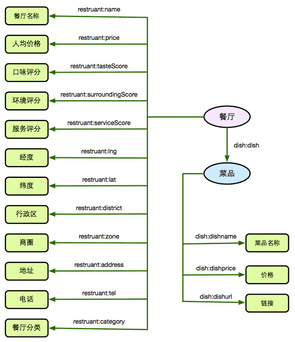 餐厅名称
restruant:name
人均价格
restruant:price
口味评分
restruant:tasteScore
环境评分
restruant:surroundingScore
服务评分
restruant:serviceScore
经度
restruant:lng
纬度
restruant:lat
行政区
restruant:district
商圈
restruant:zone
地址
restruant:address
电话
restruant:tel
餐厅分类
restruant:category
餐厅
dish:dish
菜品
dish:dishname
菜品名称
dish:dishprice
价格
dish:dishurl
链接